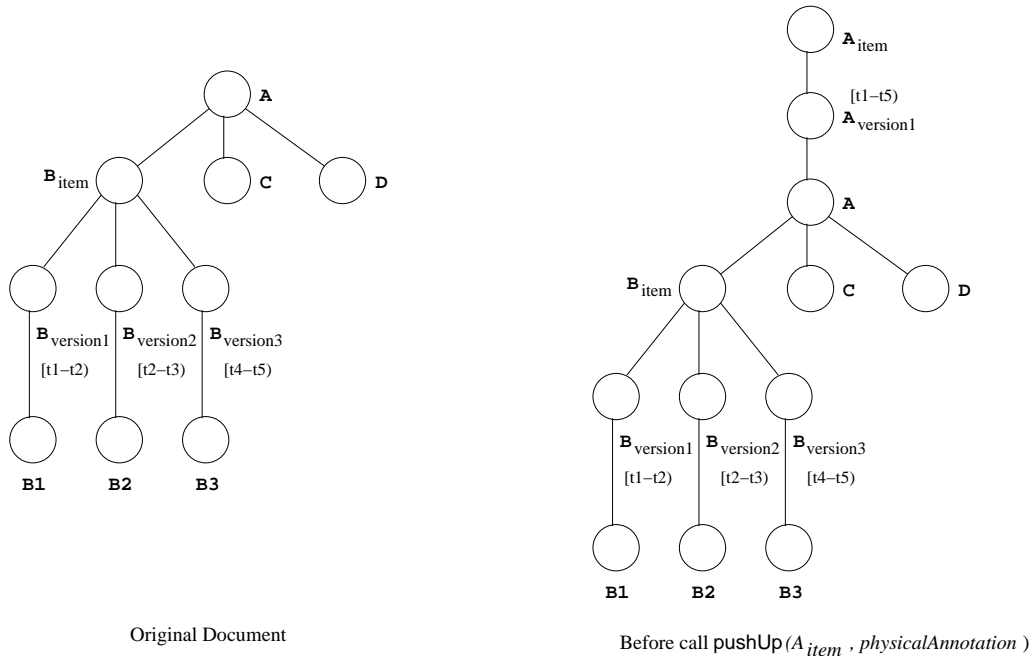 A
B item
C
D
B version1
[t1–t2)
B version2
[t2–t3)
B version3
[t4–t5)
B1
B2
B3
Original Document
A item
[t1–t5)
A version1
A
B item
C
D
B version1
[t1–t2)
B version2
[t2–t3)
B version3
[t4–t5)
B1
B2
B3
Before call pushUp(A item , physicalAnnotation )